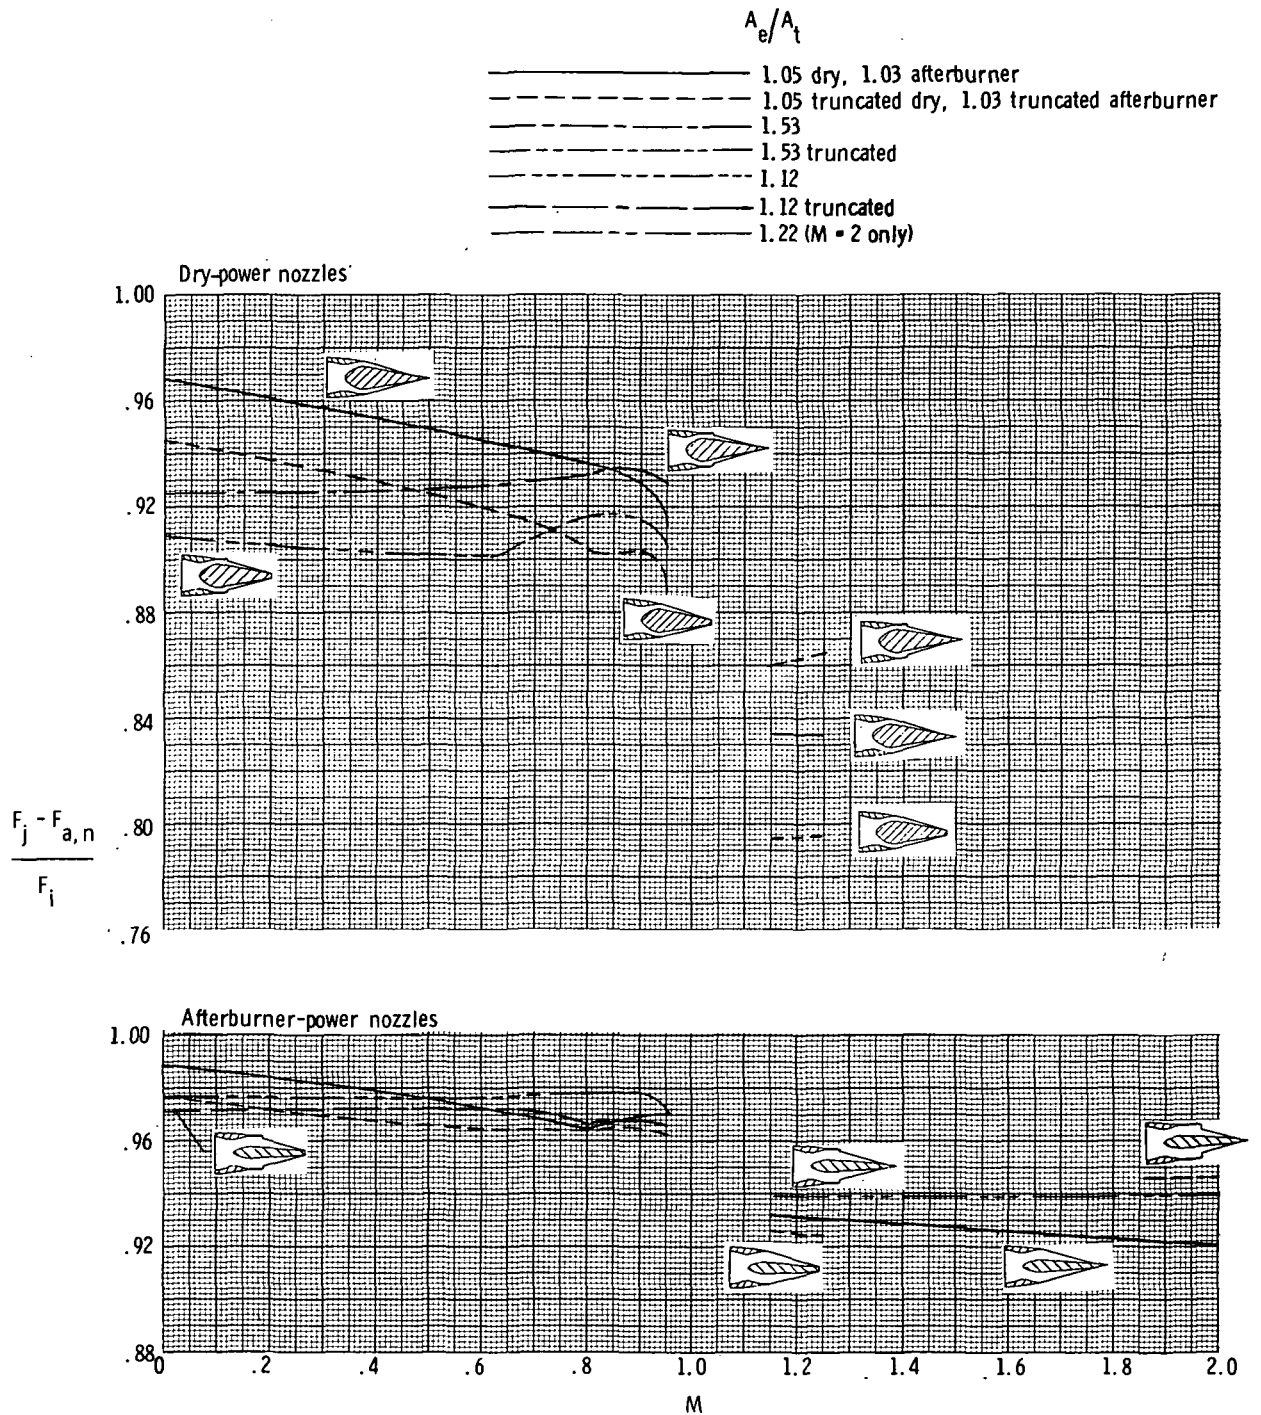 Ae/At
1.05 dry, 1.03 afterburner
1.05 truncated dry, 1.03 truncated afterburner
1.53
1.53 truncated
1.12
1.12 truncated
1.22 (M = 2 only)
Dry-power nozzles
1.00
.96
.92
.88
.84
.80
.76
Fj - Fa,n
Fi
Afterburner-power nozzles
1.00
.96
.92
.88
0 .2 .4 .6 .8 1.0 1.2 1.4 1.6 1.8 2.0
M